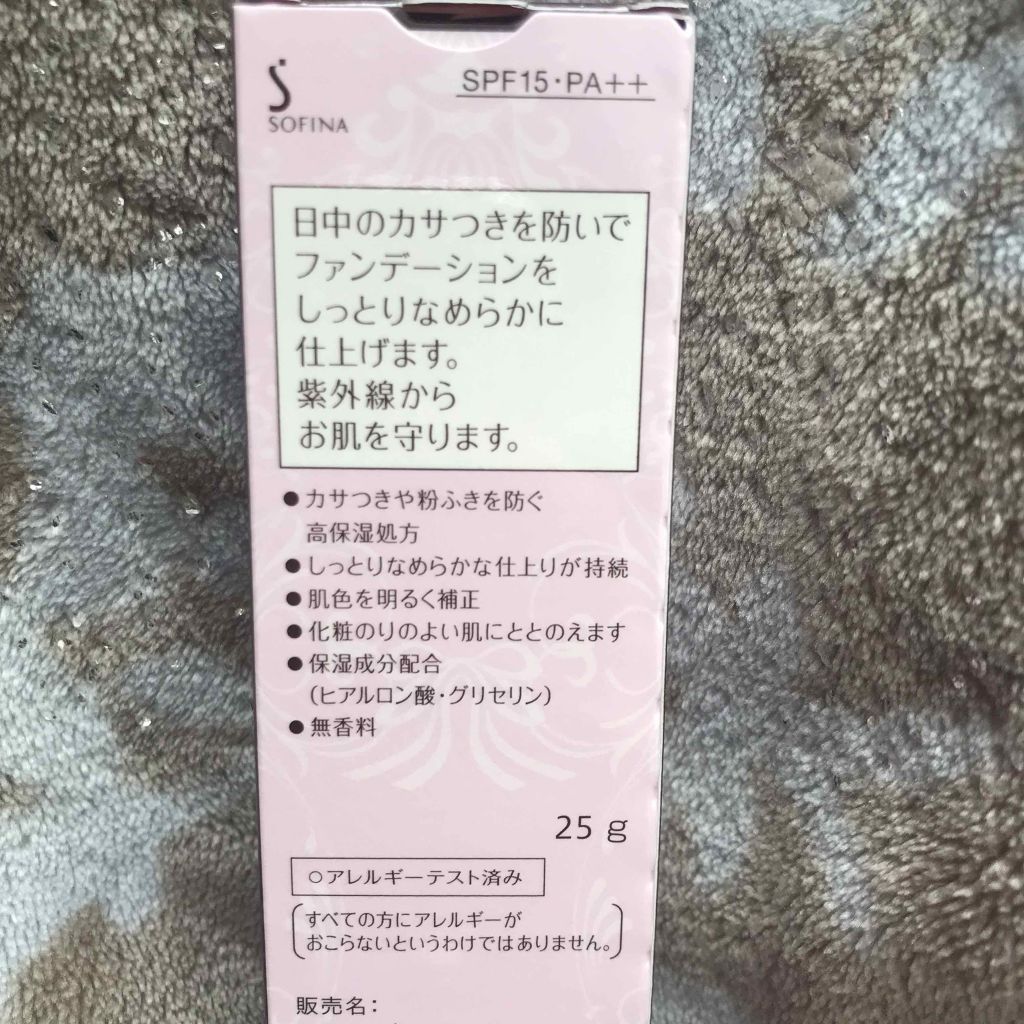 SPF15・PA++
SOFINA
日中のカサつきを防いで
ファンデーションを
しっとりなめらかに
仕上げます。
紫外線から
お肌を守ります。
●カサつきや粉ふきを防ぐ
高保湿処方
●しっとりなめらかな仕上りが持続
●肌色を明るく補正
●化粧のりのよい肌にととのえます
●保湿成分配合
（ヒアルロン酸・グリセリン）
●無香料
25 g
○アレルギーテスト済み
（すべての方にアレルギーが
おこらないというわけではありません。）
販売名：